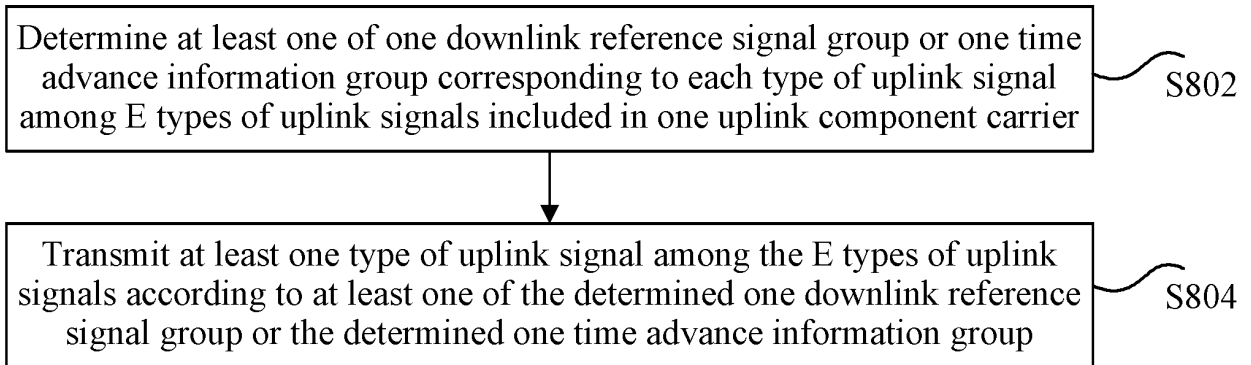 Determine at least one of one downlink reference signal group or one time
advance information group corresponding to each type of uplink signal
among E types of uplink signals included in one uplink component carrier
S802
Transmit at least one type of uplink signal among the E types of uplink
signals according to at least one of the determined one downlink reference
signal group or the determined one time advance information group
S804